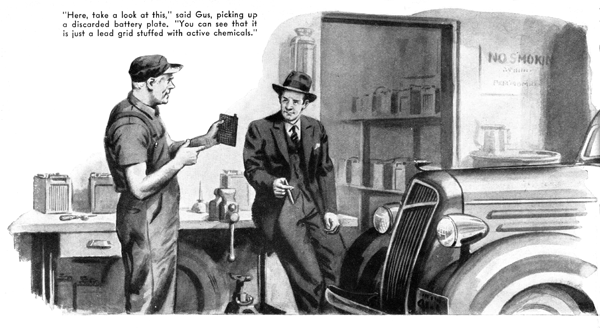 "Here, take a look at this," said Gus, picking up
a discarded battery plate. "You can see that it
is just a lead grid stuffed with active chemicals."
NO SMOKIN